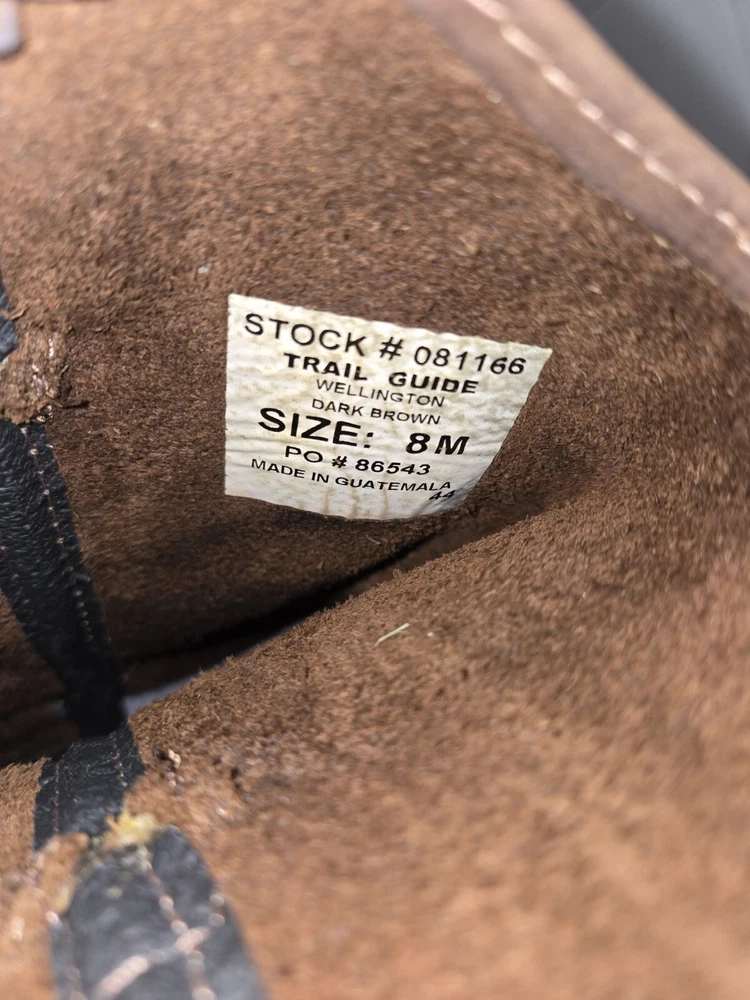 STOCK # 081166
TRAIL GUIDE
WELLINGTON
DARK BROWN
SIZE: 8M
PO # 86543
MADE IN GUATEMALA
44